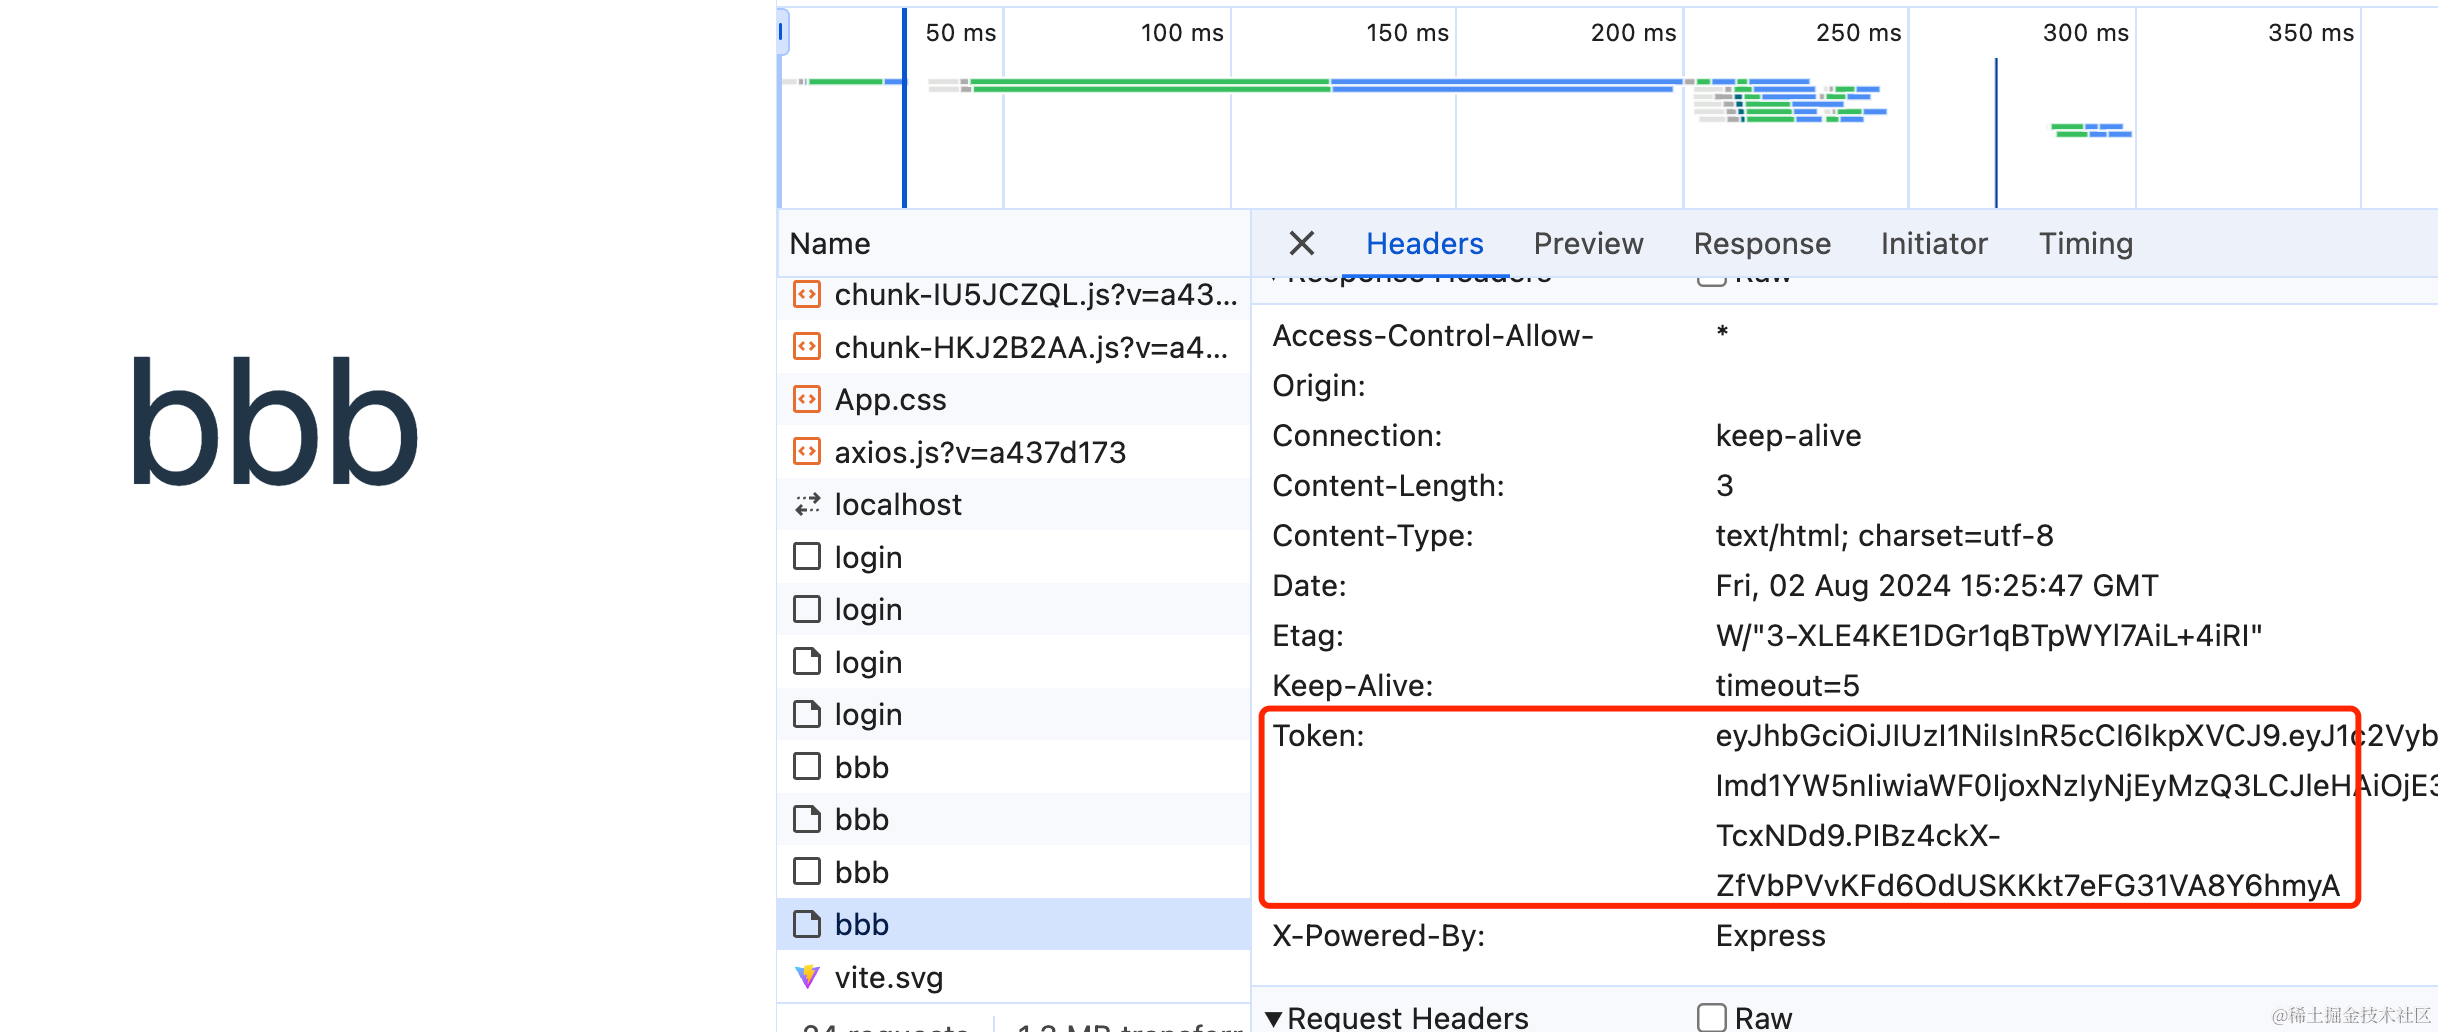 50 ms
100 ms
150 ms
200 ms
250 ms
300 ms
350 ms
bbb
Name
chunk-IU5JCZQL.js?v=a43...
chunk-HKJ2B2AA.js?v=a4...
App.css
axios.js?v=a437d173
localhost
login
login
login
login
bbb
bbb
bbb
bbb
vite.svg
Headers
Preview
Response
Initiator
Timing
Response Headers
Raw
Access-Control-Allow-
Origin:
*
Connection:
keep-alive
Content-Length:
3
Content-Type:
text/html; charset=utf-8
Date:
Fri, 02 Aug 2024 15:25:47 GMT
Etag:
W/"3-XLE4KE1DGr1qBTpWYl7AiL+4iRI"
Keep-Alive:
timeout=5
Token:
eyJhbGciOiJIUzI1NiIsInR5cCI6IkpXVCJ9.eyJ1c2Vyb
Imd1YW5nIiwiaWF0IjoxNzIyNjEyMzQ3LCJleHAiOjE3
TcxNDd9.PIBz4ckX-
ZfVbPVvKFd6OdUSKKkt7eFG31VA8Y6hmyA
X-Powered-By:
Express
Request Headers
Raw
@稀土掘金技术社区